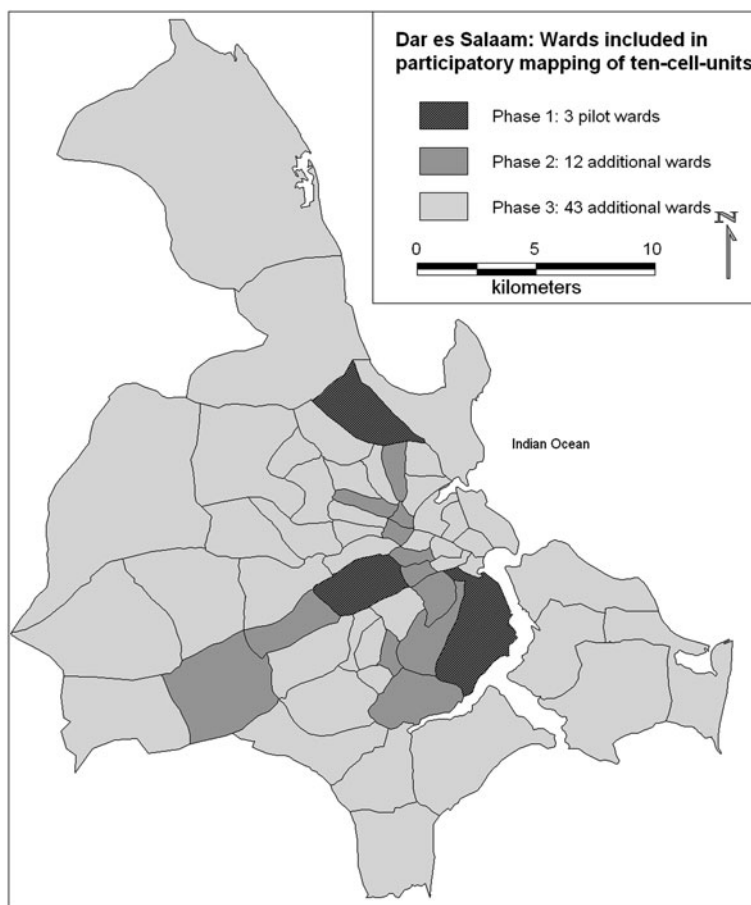 Dar es Salaam: Wards included in
participatory mapping of ten-cell-units
Phase 1: 3 pilot wards
Phase 2: 12 additional wards
Phase 3: 43 additional wards
N
0 5 10
kilometers
Indian Ocean